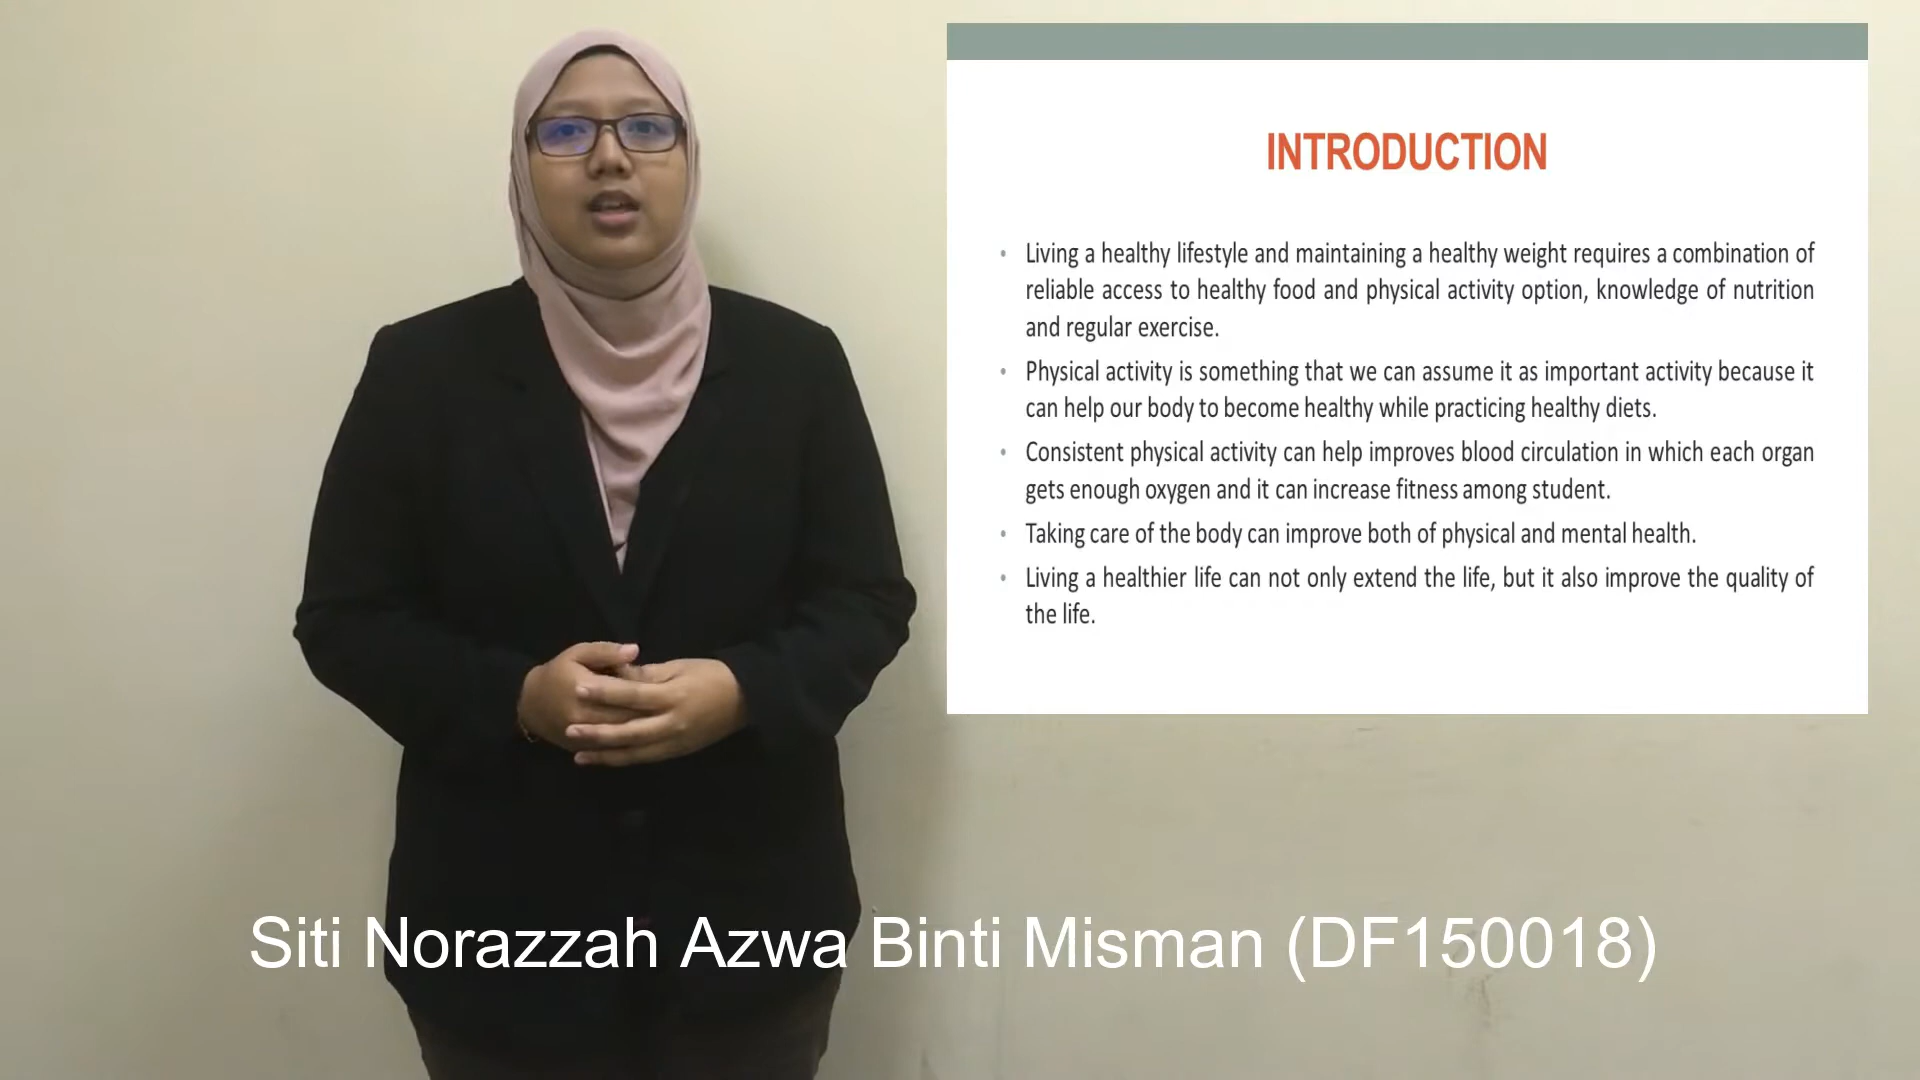 INTRODUCTION
• Living a healthy lifestyle and maintaining a healthy weight requires a combination of
reliable access to healthy food and physical activity option, knowledge of nutrition
and regular exercise.
• Physical activity is something that we can assume it as important activity because it
can help our body to become healthy while practicing healthy diets.
• Consistent physical activity can help improves blood circulation in which each organ
gets enough oxygen and it can increase fitness among student.
• Taking care of the body can improve both of physical and mental health.
• Living a healthier life can not only extend the life, but it also improve the quality of
the life.
Siti Norazzah Azwa Binti Misman (DF150018)